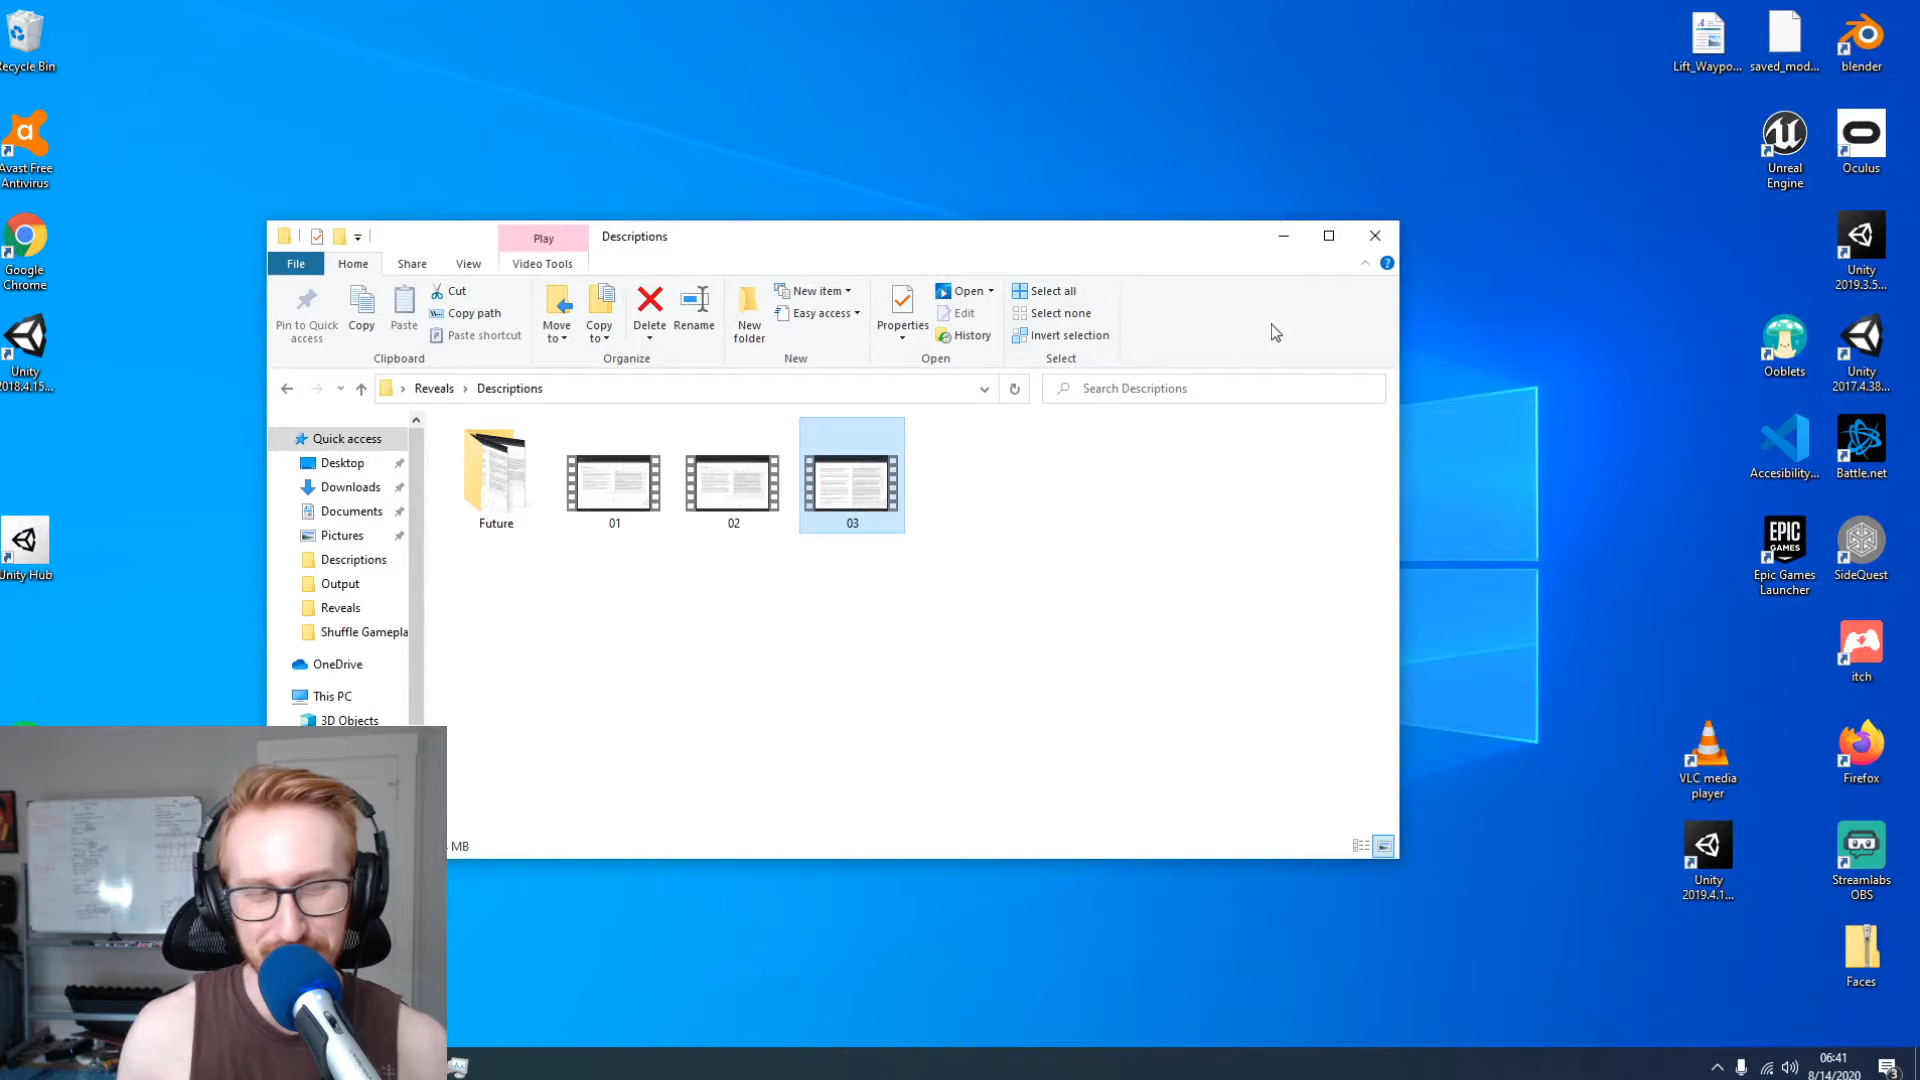 Recycle Bin
Lift_Waypo...
saved_mod...
blender
Avast Free
Antivirus
Unreal
Engine
Oculus
Google
Chrome
Unity
2019.3.5...
Unity
2018.4.15...
Ooblets
Unity
2017.4.38...
Accesibility...
Battle.net
Unity Hub
EPIC
GAMES
Epic Games
Launcher
SideQuest
itch
VLC media
player
Firefox
Unity
2019.4.1...
Streamlabs
OBS
Faces
Play
Descriptions
File
Home
Share
View
Video Tools
Pin to Quick
access
Copy
Paste
Cut
Copy path
Paste shortcut
Clipboard
Move
to
Copy
to
Delete
Rename
Organize
New
folder
New item
Easy access
New
Properties
Open
Edit
History
Open
Select all
Select none
Invert selection
Select
Reveals > Descriptions
Search Descriptions
Quick access
Desktop
Downloads
Documents
Pictures
Descriptions
Output
Reveals
Shuffle Gamepla
OneDrive
This PC
3D Objects
Future
01
02
03
MB
06:41
8/14/2020
3